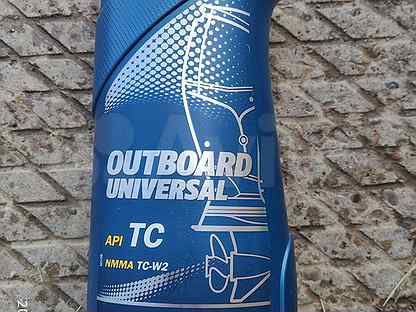 OUTBOARD
UNIVERSAL
API TC
NMMA TC-W2